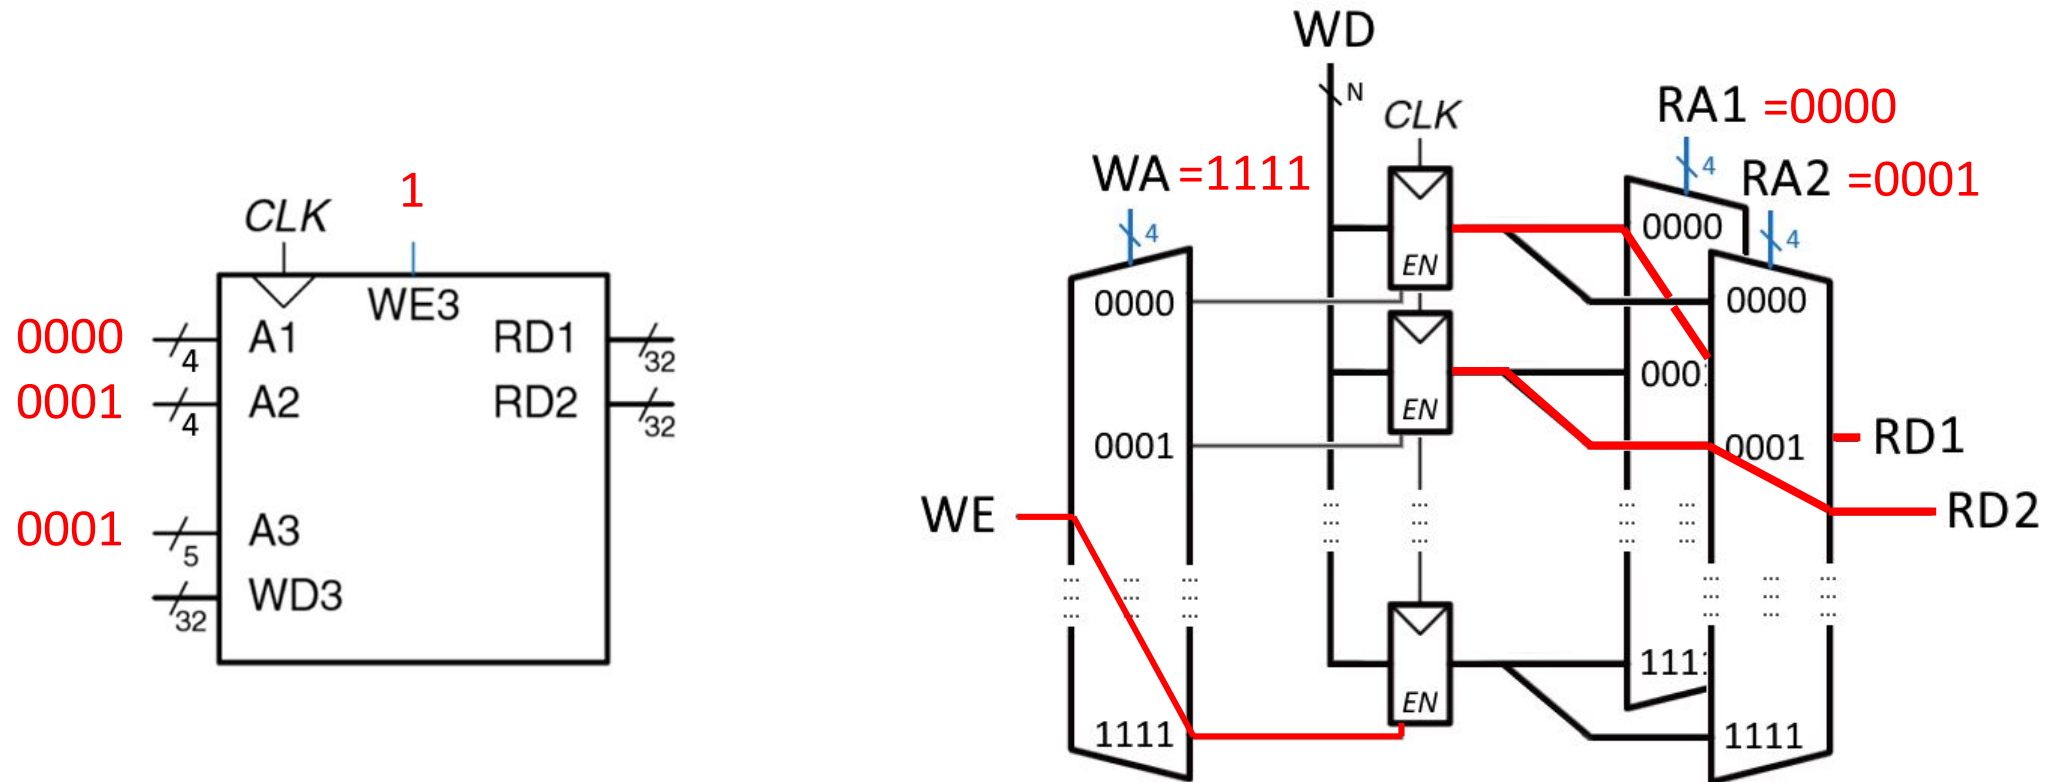 1
CLK
WE3
0000
4
A1
RD1
32
0001
4
A2
RD2
32
0001
5
A3
32
WD3
WD
N
CLK
RA1 =0000
4
RA2 =0001
4
WA =1111
4
0000
0001
1111
WE
EN
EN
EN
0000
0001
1111
0000
0001
1111
RD1
RD2